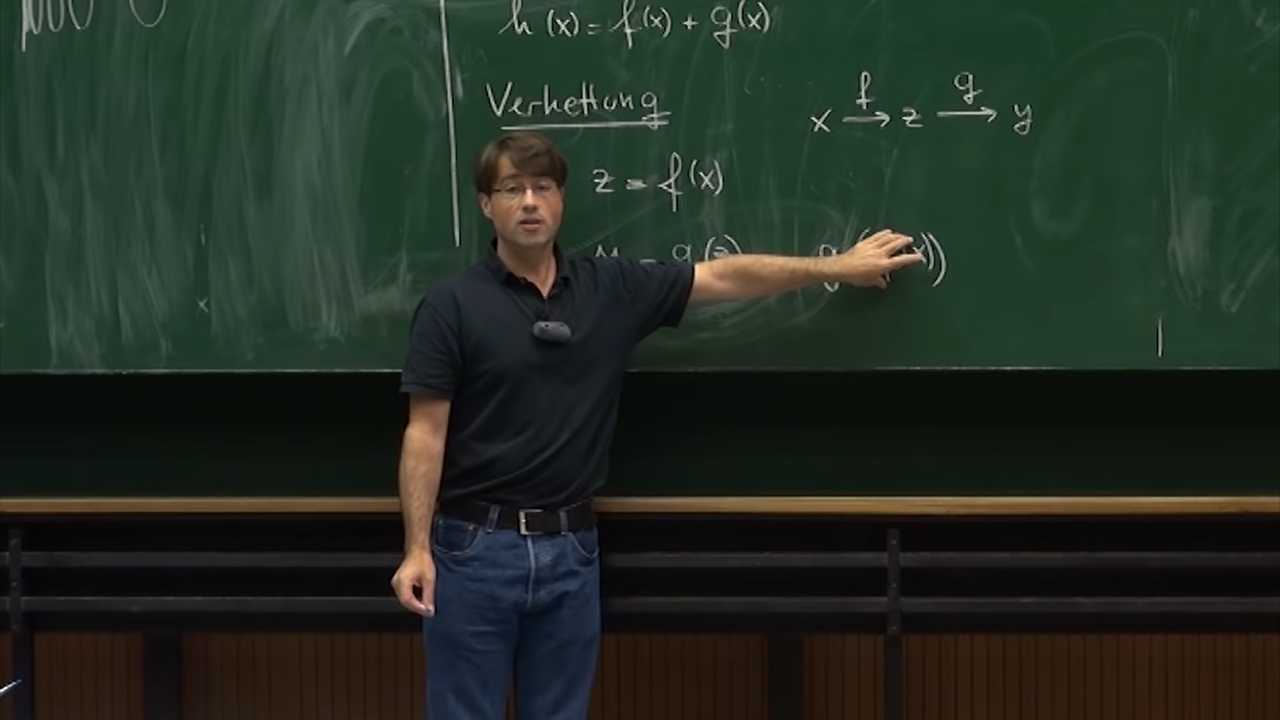 h(x) = f(x) + g(x)
Verkettung
x →f z →g y
z = f(x)